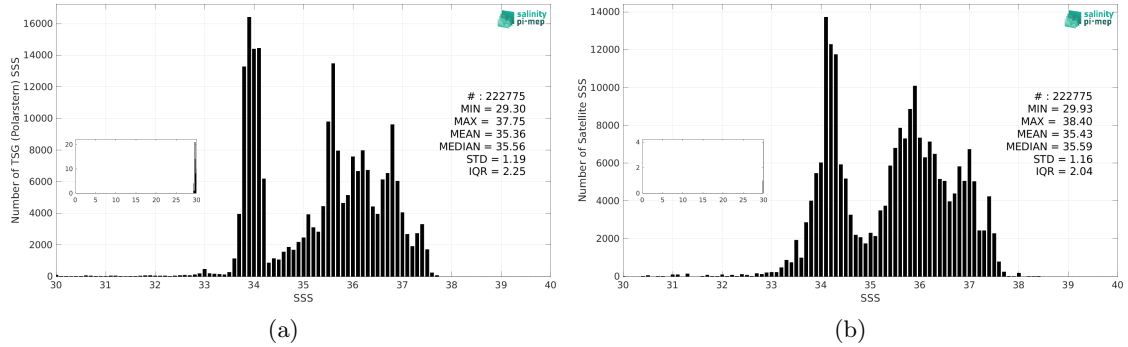 salinity
pi-mep
16000
14000
12000
10000
8000
6000
4000
2000
0
Number of TSG (Polarstern) SSS
# : 222775
MIN = 29.30
MAX = 37.75
MEAN = 35.36
MEDIAN = 35.56
STD = 1.19
IQR = 2.25
20
10
0
0 5 10 15 20 25 30
30 31 32 33 34 35 36 37 38 39 40
SSS
(a)
salinity
pi-mep
14000
12000
10000
8000
6000
4000
2000
0
Number of Satellite SSS
# : 222775
MIN = 29.93
MAX = 38.40
MEAN = 35.43
MEDIAN = 35.59
STD = 1.16
IQR = 2.04
4
2
0
0 5 10 15 20 25 30
30 31 32 33 34 35 36 37 38 39 40
SSS
(b)